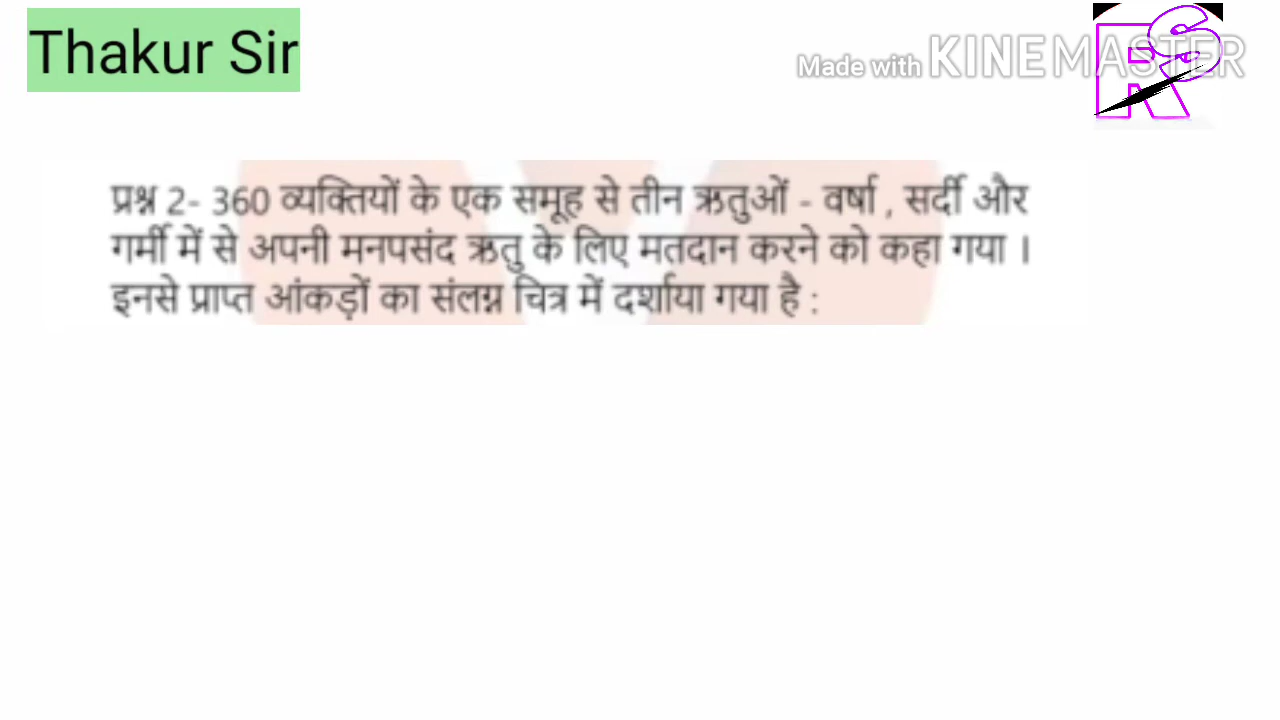 Thakur Sir
Made with KINEMASTER
RS
प्रश्न 2- 360 व्यक्तियों के एक समूह से तीन ऋतुओं - वर्षा , सर्दी और
गर्मी में से अपनी मनपसंद ऋतु के लिए मतदान करने को कहा गया ।
इनसे प्राप्त आंकड़ों का संलग्न चित्र में दर्शाया गया है :